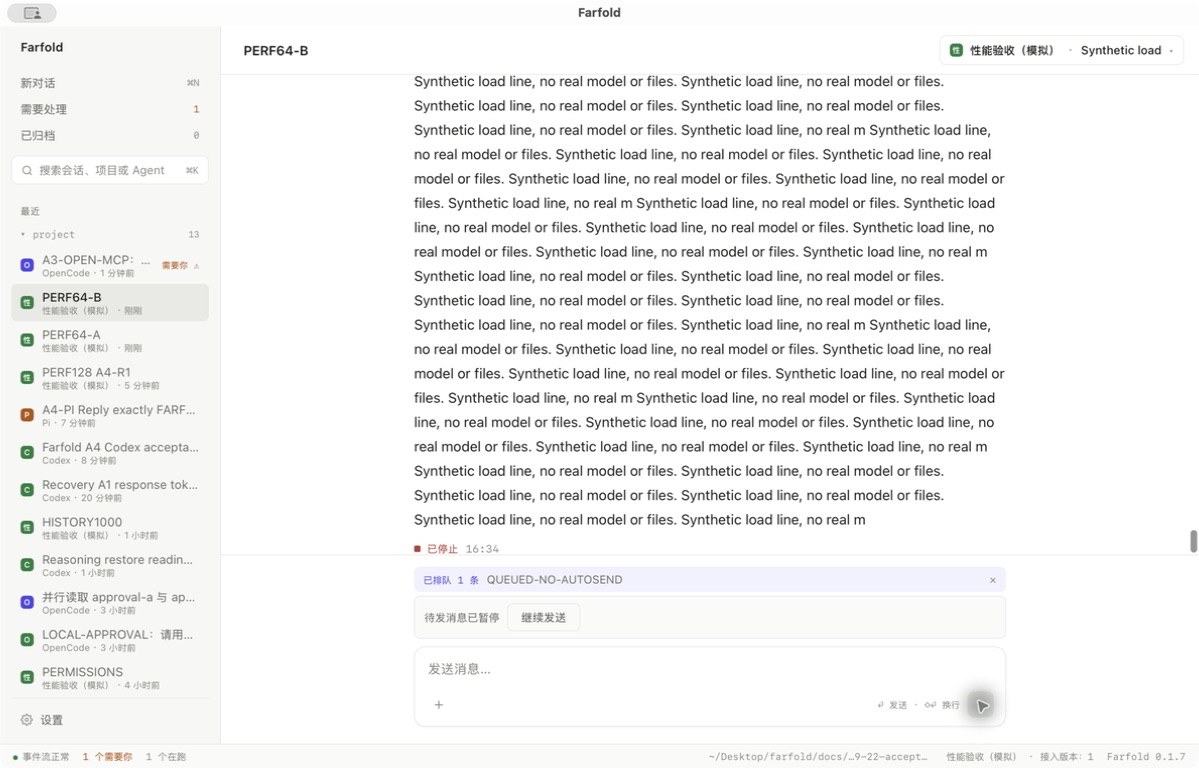 Farfold
Farfold
新对话 ⌘N
需要处理 1
已归档 0
搜索会话、项目或 Agent ⌘K
最近
project 13
A3-OPEN-MCP: … 需要你
OpenCode · 1 分钟前
PERF64-B
性能验收（模拟） · 刚刚
PERF64-A
性能验收（模拟） · 刚刚
PERF128 A4-R1
性能验收（模拟） · 5 分钟前
A4-PI Reply exactly FARF…
Pi · 7 分钟前
Farfold A4 Codex accepta…
Codex · 8 分钟前
Recovery A1 response tok…
Codex · 20 分钟前
HISTORY1000
性能验收（模拟） · 1 小时前
Reasoning restore readin…
Codex · 1 小时前
并行读取 approval-a 与 ap…
OpenCode · 3 小时前
LOCAL-APPROVAL：请用…
OpenCode · 3 小时前
PERMISSIONS
性能验收（模拟） · 4 小时前
设置
PERF64-B
性 性能验收（模拟） · Synthetic load
Synthetic load line, no real model or files. Synthetic load line, no real model or files.
Synthetic load line, no real model or files. Synthetic load line, no real model or files.
Synthetic load line, no real model or files. Synthetic load line, no real m Synthetic load line,
no real model or files. Synthetic load line, no real model or files. Synthetic load line, no real
model or files. Synthetic load line, no real model or files. Synthetic load line, no real model or
files. Synthetic load line, no real m Synthetic load line, no real model or files. Synthetic load
line, no real model or files. Synthetic load line, no real model or files. Synthetic load line, no
real model or files. Synthetic load line, no real model or files. Synthetic load line, no real m
Synthetic load line, no real model or files. Synthetic load line, no real model or files.
Synthetic load line, no real model or files. Synthetic load line, no real model or files.
Synthetic load line, no real model or files. Synthetic load line, no real m Synthetic load line,
no real model or files. Synthetic load line, no real model or files. Synthetic load line, no real
model or files. Synthetic load line, no real model or files. Synthetic load line, no real model or
files. Synthetic load line, no real m Synthetic load line, no real model or files. Synthetic load
line, no real model or files. Synthetic load line, no real model or files. Synthetic load line, no
real model or files. Synthetic load line, no real model or files. Synthetic load line, no real m
Synthetic load line, no real model or files. Synthetic load line, no real model or files.
Synthetic load line, no real model or files. Synthetic load line, no real model or files.
Synthetic load line, no real model or files. Synthetic load line, no real m
已停止 16:34
已排队 1 条 QUEUED-NO-AUTOSEND ×
待发消息已暂停 继续发送
发送消息...
+ 发送 · 换行
事件流正常 1 个需要你 1 个在跑 ~/Desktop/farfold/docs/…9-22-accept… 性能验收（模拟） · 接入版本: 1 Farfold 0.1.7